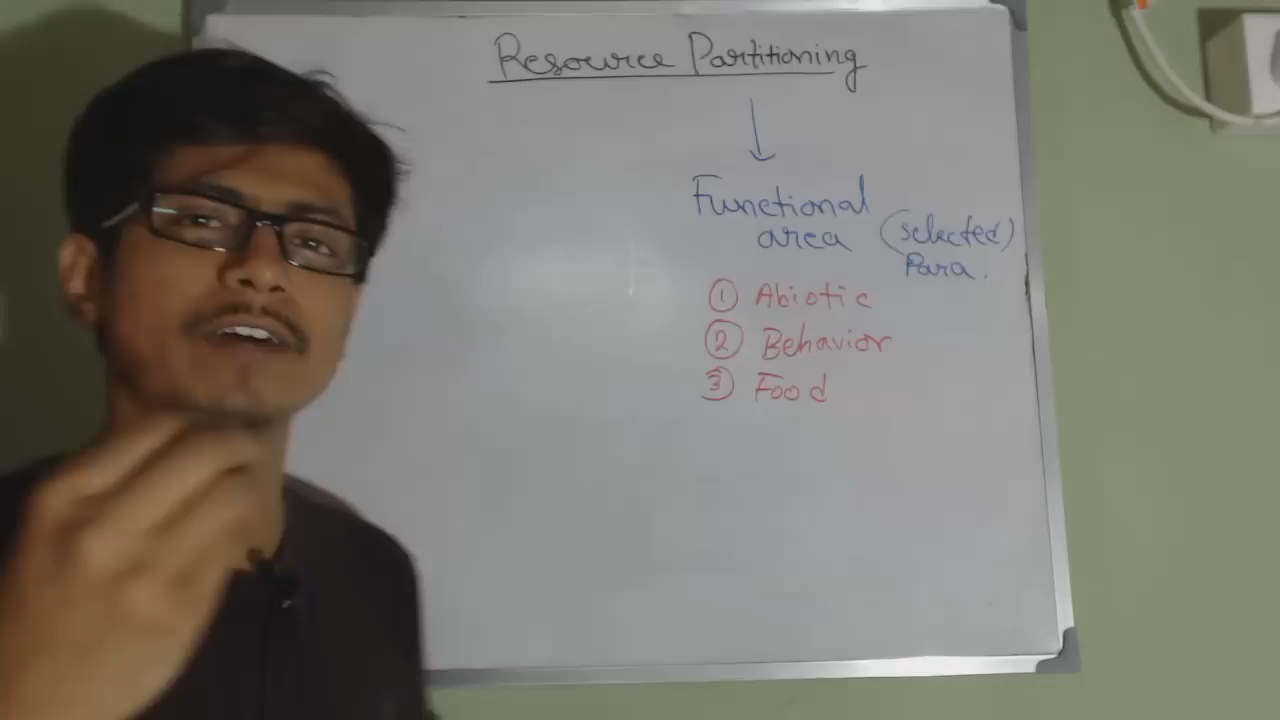 Resource Partitioning
Functional
area (selected)
Para.
① Abiotic
② Behavior
③ Food